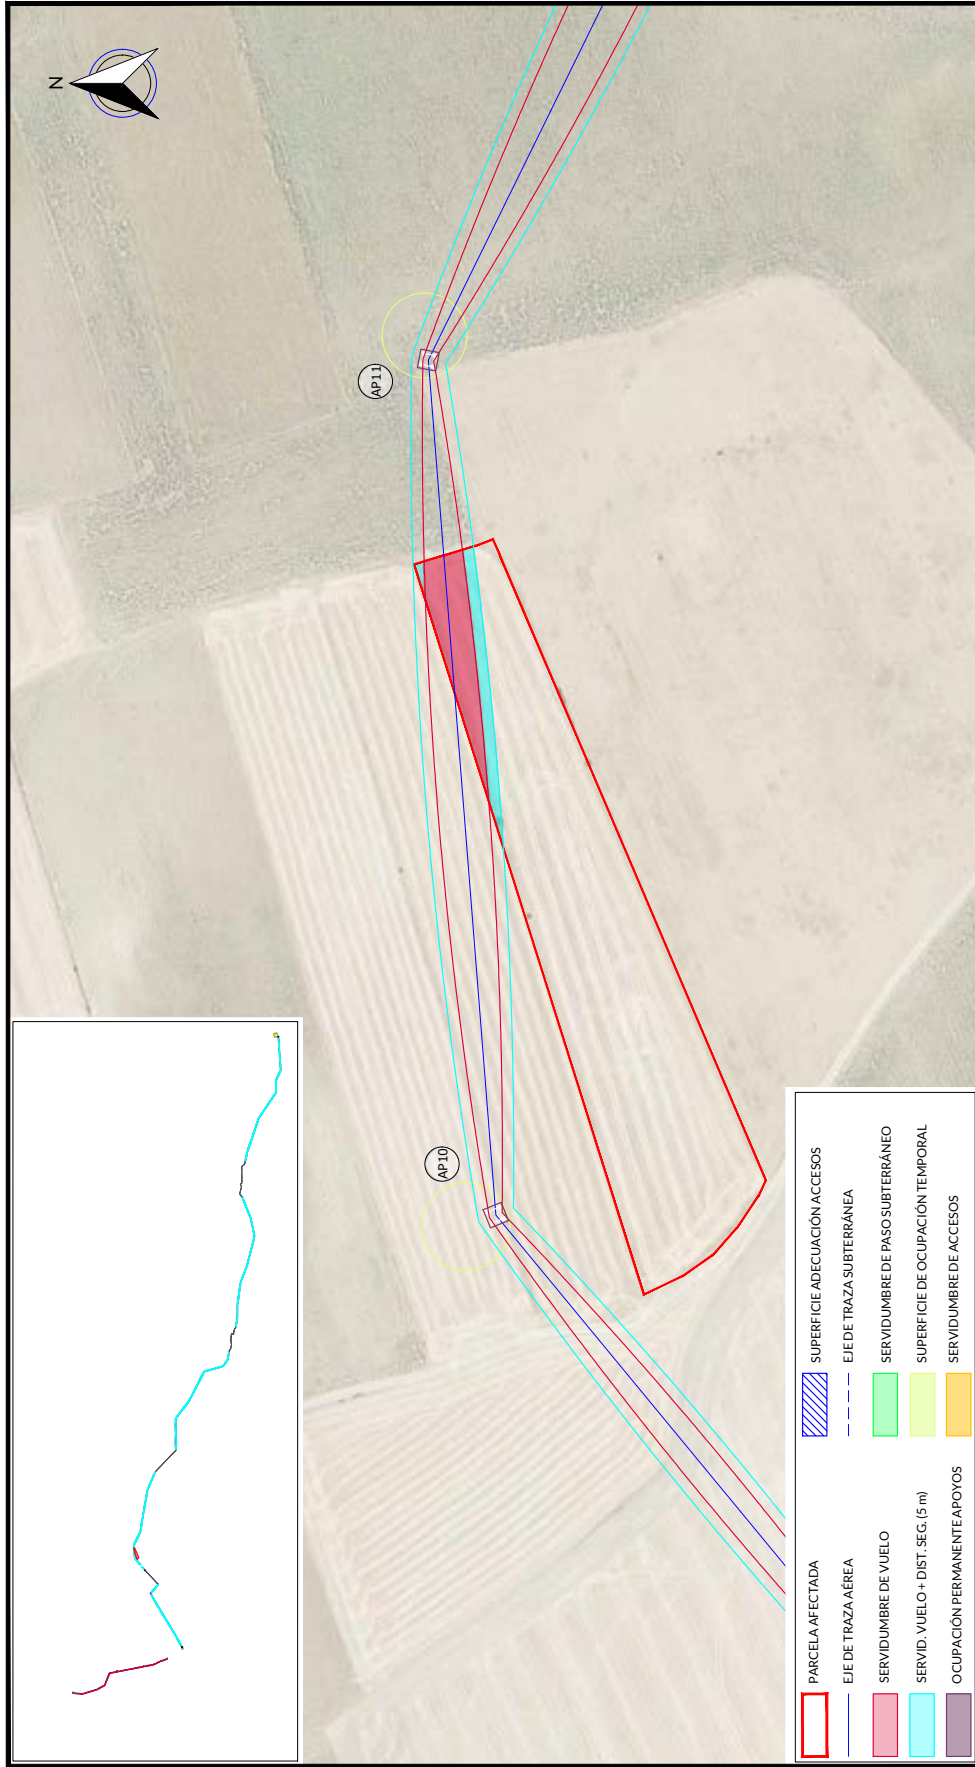 N
AP11
AP10
PARCELA AFECTADA
EJE DE TRAZA AÉREA
SERVIDUMBRE DE VUELO
SERVID. VUELO + DIST. SEG. (5 m)
OCUPACIÓN PERMANENTE APOYOS
SUPERFICIE ADECUACIÓN ACCESOS
EJE DE TRAZA SUBTERRÁNEA
SERVIDUMBRE DE PASO SUBTERRÁNEO
SUPERFICIE DE OCUPACIÓN TEMPORAL
SERVIDUMBRE DE ACCESOS